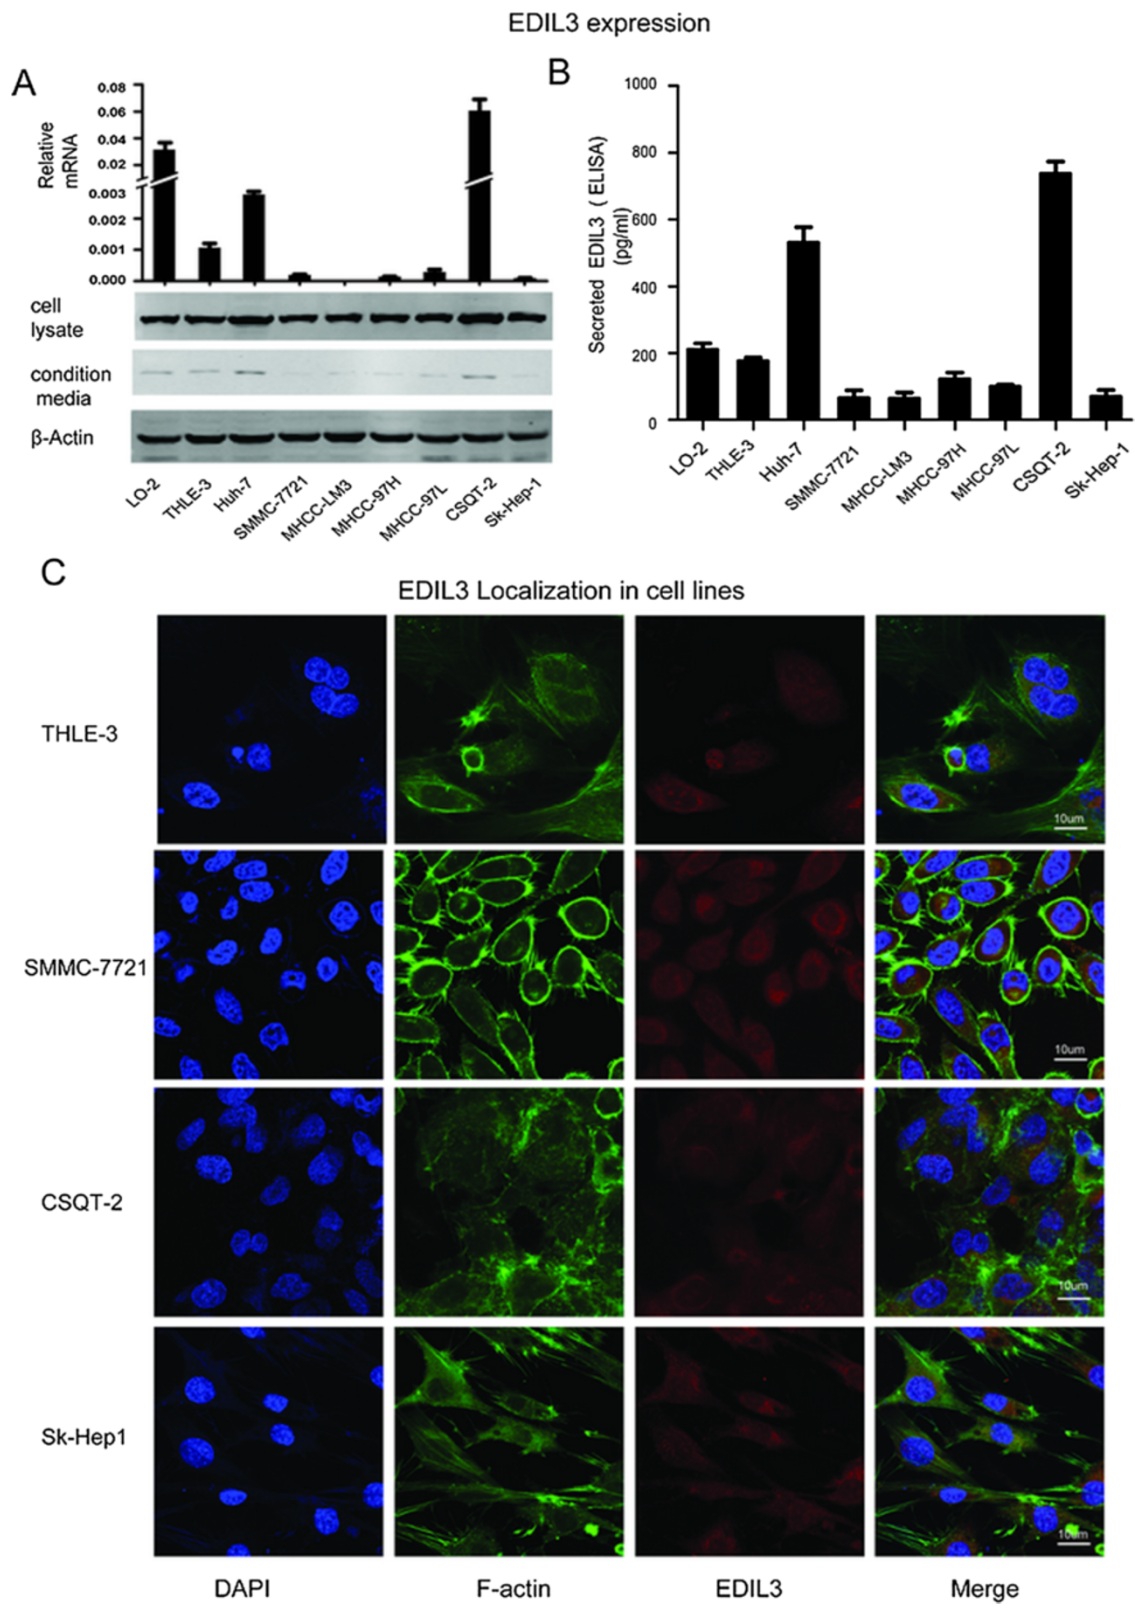 EDIL3 expression
A
Relative
mRNA
0.08
0.06
0.04
0.02
0.003
0.002
0.001
0.000
cell
lysate
condition
media
β-Actin
LO-2
THLE-3
Huh-7
SMMC-7721
MHCC-LM3
MHCC-97H
MHCC-97L
CSQT-2
Sk-Hep-1
B
Secreted EDIL3 ( ELISA)
(pg/ml)
1000
800
600
400
200
0
LO-2
THLE-3
Huh-7
SMMC-7721
MHCC-LM3
MHCC-97H
MHCC-97L
CSQT-2
Sk-Hep-1
C
EDIL3 Localization in cell lines
THLE-3
10um
SMMC-7721
10um
CSQT-2
10um
Sk-Hep1
10um
DAPI
F-actin
EDIL3
Merge